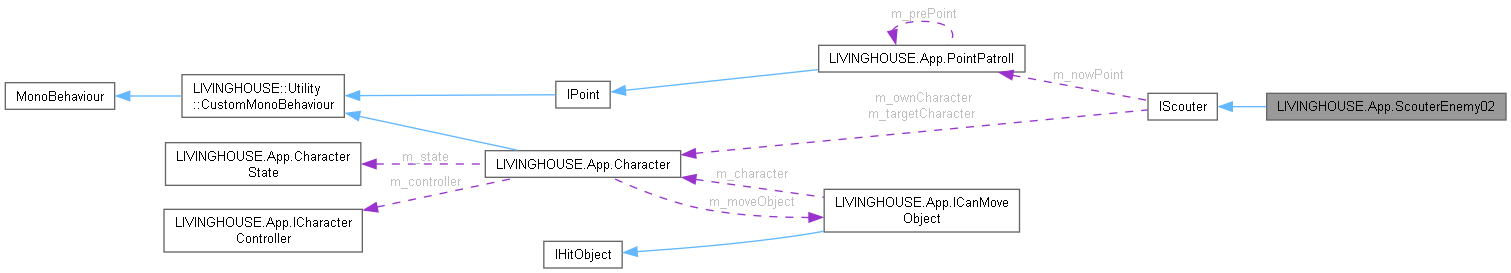 m_prePoint
LIVINGHOUSE.App.PointPatroll
m_nowPoint
MonoBehaviour
LIVINGHOUSE::Utility
::CustomMonoBehaviour
IPoint
m_ownCharacter
m_targetCharacter
IScouter
LIVINGHOUSE.App.ScouterEnemy02
LIVINGHOUSE.App.Character
State
m_state
LIVINGHOUSE.App.Character
m_controller
m_character
m_moveObject
LIVINGHOUSE.App.ICanMove
Object
LIVINGHOUSE.App.ICharacter
Controller
IHitObject